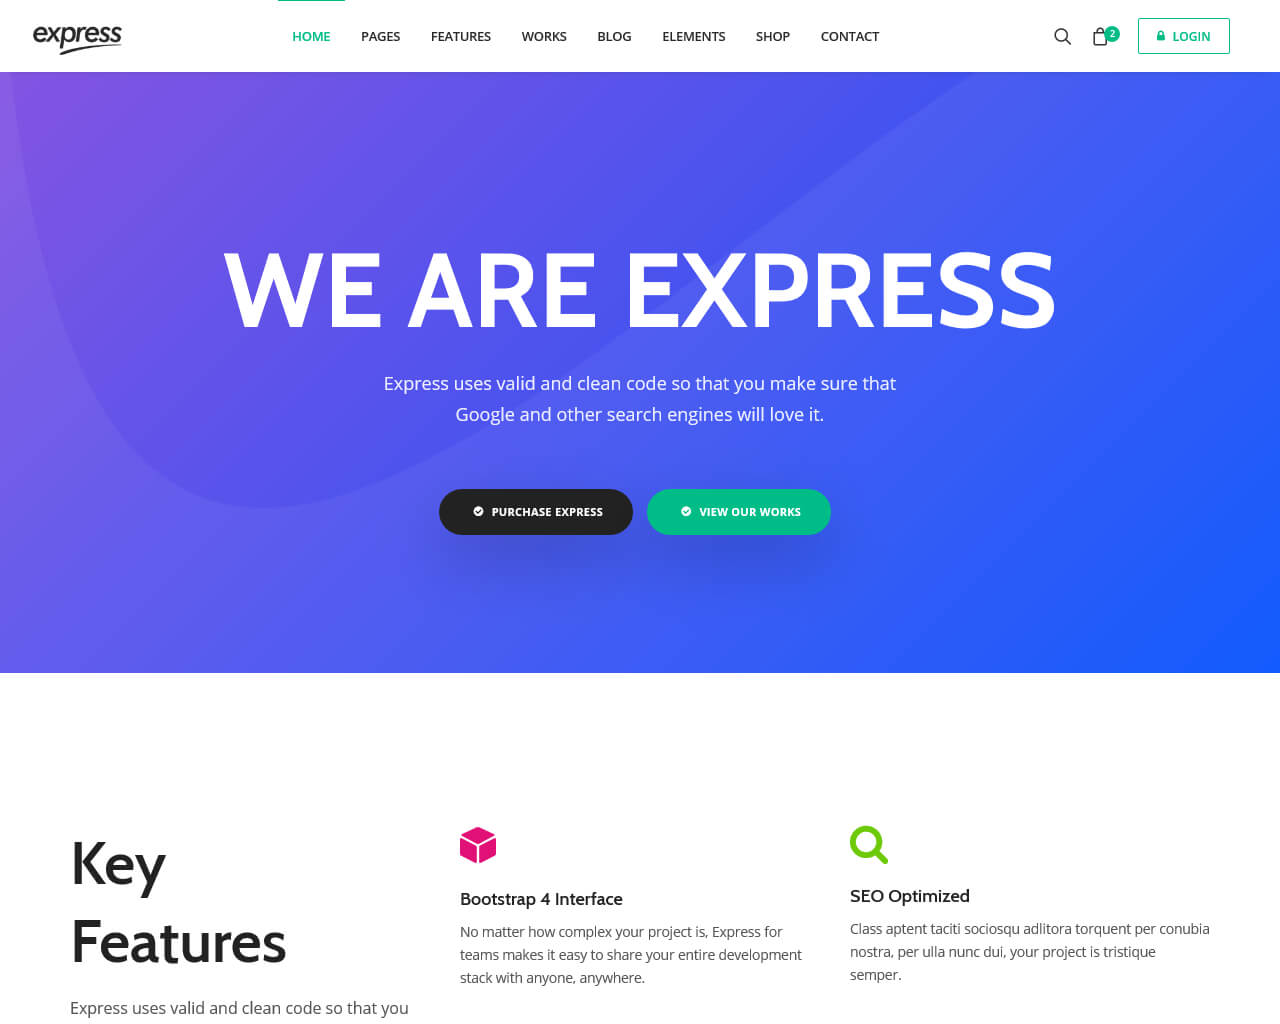 express
HOME PAGES FEATURES WORKS BLOG ELEMENTS SHOP CONTACT
2
LOGIN
WE ARE EXPRESS
Express uses valid and clean code so that you make sure that
Google and other search engines will love it.
PURCHASE EXPRESS
VIEW OUR WORKS
Key
Features
Express uses valid and clean code so that you
Bootstrap 4 Interface
No matter how complex your project is, Express for
teams makes it easy to share your entire development
stack with anyone, anywhere.
SEO Optimized
Class aptent taciti sociosqu adlitora torquent per conubia
nostra, per ulla nunc dui, your project is tristique
semper.